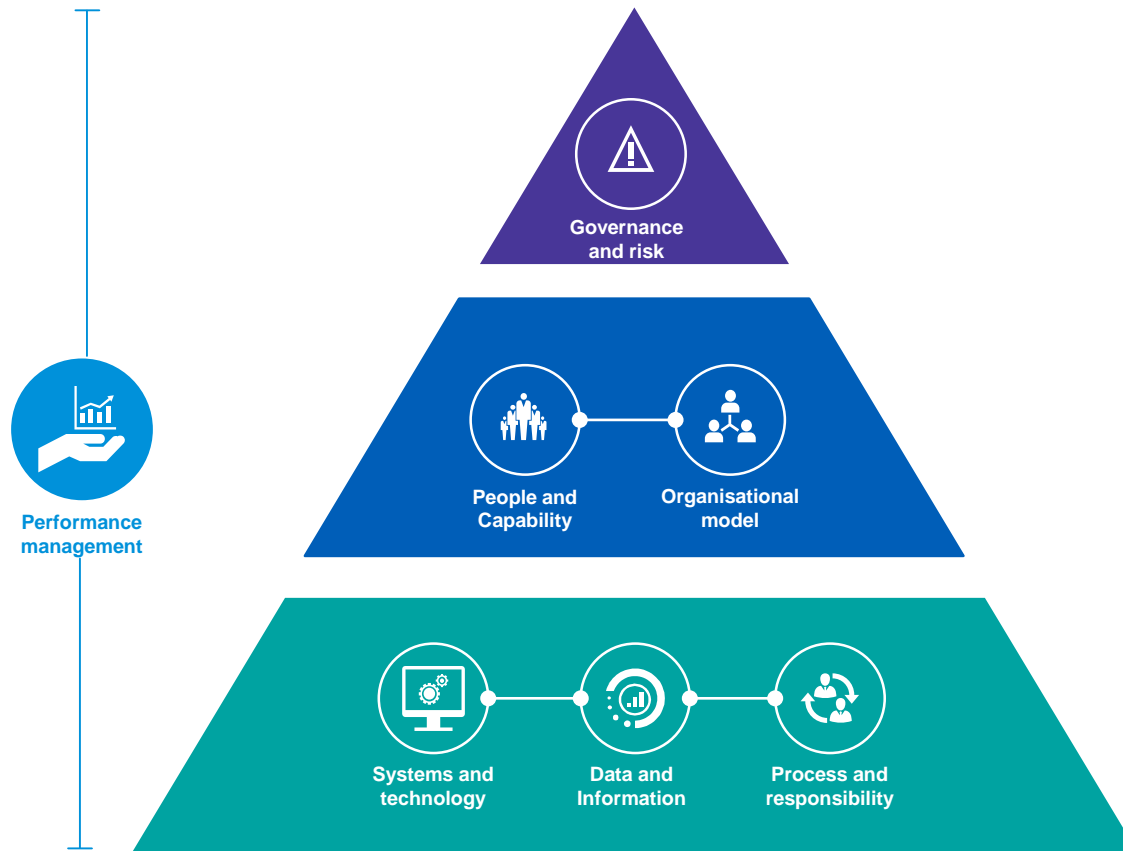 Governance
and risk
People and
Capability
Organisational
model
Performance
management
Systems and
technology
Data and
Information
Process and
responsibility